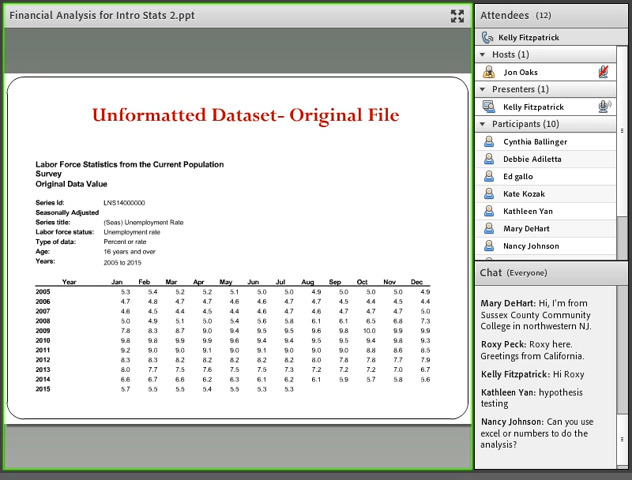 Financial Analysis for Intro Stats 2.ppt
Unformatted Dataset- Original File
Labor Force Statistics from the Current Population
Survey
Original Data Value
Series Id: LNS14000000
Seasonally Adjusted
Series title: (Seas) Unemployment Rate
Labor force status: Unemployment rate
Type of data: Percent or rate
Age: 16 years and over
Years: 2005 to 2015
Year Jan Feb Mar Apr May Jun Jul Aug Sep Oct Nov Dec
2005 5.3 5.4 5.2 5.2 5.1 5.0 5.0 4.9 5.0 5.0 5.0 4.9
2006 4.7 4.8 4.7 4.7 4.6 4.6 4.7 4.7 4.5 4.4 4.5 4.4
2007 4.6 4.5 4.4 4.5 4.4 4.6 4.7 4.6 4.7 4.7 4.7 5.0
2008 5.0 4.9 5.1 5.0 5.4 5.6 5.8 6.1 6.1 6.5 6.8 7.3
2009 7.8 8.3 8.7 9.0 9.4 9.5 9.5 9.6 9.8 10.0 9.9 9.9
2010 9.8 9.8 9.9 9.9 9.6 9.4 9.4 9.5 9.5 9.4 9.8 9.3
2011 9.2 9.0 9.0 9.1 9.0 9.1 9.0 9.0 9.0 8.8 8.6 8.5
2012 8.3 8.3 8.2 8.2 8.2 8.2 8.2 8.0 7.8 7.8 7.7 7.9
2013 8.0 7.7 7.5 7.6 7.5 7.5 7.3 7.2 7.2 7.2 7.0 6.7
2014 6.6 6.7 6.6 6.2 6.3 6.1 6.2 6.1 5.9 5.7 5.8 5.6
2015 5.7 5.5 5.5 5.4 5.5 5.3 5.3
Attendees (12)
Kelly Fitzpatrick
Hosts (1)
Jon Oaks
Presenters (1)
Kelly Fitzpatrick
Participants (10)
Cynthia Ballinger
Debbie Adiletta
Ed gallo
Kate Kozak
Kathleen Yan
Mary DeHart
Nancy Johnson
Chat (Everyone)
Mary DeHart: Hi, I'm from
Sussex County Community
College in northwestern NJ.
Roxy Peck: Roxy here.
Greetings from California.
Kelly Fitzpatrick: Hi Roxy
Kathleen Yan: hypothesis
testing
Nancy Johnson: Can you use
excel or numbers to do the
analysis?